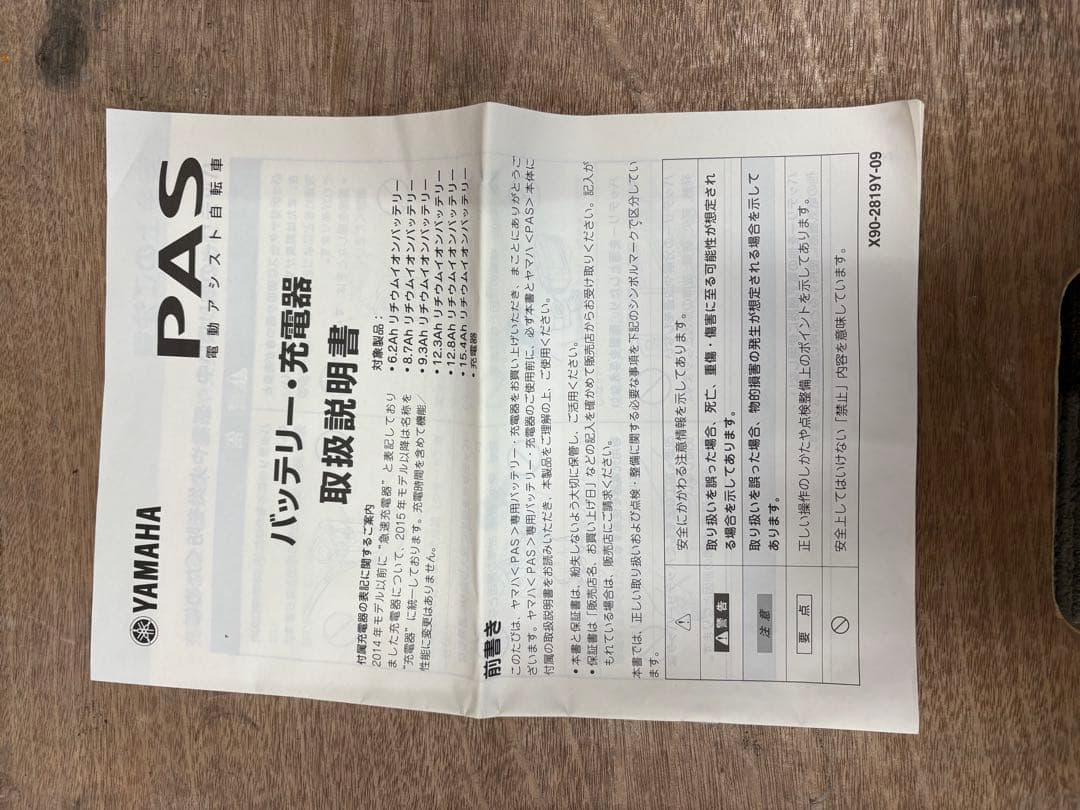 YAMAHA
PAS
電動アシスト自転車
バッテリー・充電器
取扱説明書
付属充電器の表記に関するご案内
2014年モデル以前に“急速充電器”と表記しており
ました充電器について、2015年モデル以降は名称を
“充電器”に統一しております。充電時間を含めて機能/
性能に変更はありません。
対象製品：
・6.2Ah リチウムイオンバッテリー
・8.7Ah リチウムイオンバッテリー
・9.3Ah リチウムイオンバッテリー
・12.3Ah リチウムイオンバッテリー
・12.8Ah リチウムイオンバッテリー
・15.4Ah リチウムイオンバッテリー
・充電器
前書き
このたびは、ヤマハ<PAS>専用バッテリー・充電器をお買い上げいただき、まことにありがとうご
ざいます。ヤマハ<PAS>専用バッテリー・充電器のご使用前に、必ず本書とヤマハ<PAS>本体に
付属の取扱説明書をお読みいただき、本製品をご理解の上、ご使用ください。
・本書と保証書は、紛失しないよう大切に保管し、ご活用ください。
・保証書は「販売店名、お買い上げ日」などの記入を確かめて販売店からお受け取りください。記入が
もれている場合は、販売店にご請求ください。
本書では、正しい取り扱いおよび点検・整備に関する必要な事項を下記のシンボルマークで区分してい
ます。
安全にかかわる注意情報を示してあります。
警告
取り扱いを誤った場合、死亡、重傷・傷害に至る可能性が想定され
る場合を示してあります。
注意
取り扱いを誤った場合、物的損害の発生が想定される場合を示して
あります。
要点
正しい操作のしかたや点検整備上のポイントを示してあります。
安全上してはいけない「禁止」内容を意味しています。
X90-2819Y-09